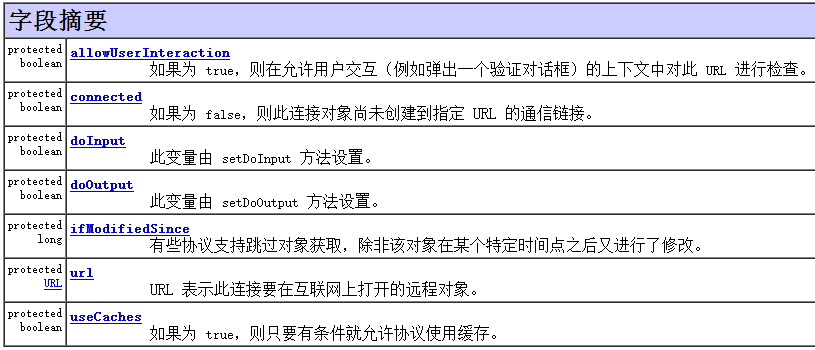 字段摘要
protected boolean
allowUserInteraction
如果为 true，则在允许用户交互（例如弹出一个验证对话框）的上下文中对此 URL 进行检查。
protected boolean
connected
如果为 false，则此连接对象尚未创建到指定 URL 的通信链接。
protected boolean
doInput
此变量由 setDoInput 方法设置。
protected boolean
doOutput
此变量由 setDoOutput 方法设置。
protected long
ifModifiedSince
有些协议支持跳过对象获取，除非该对象在某个特定时间点之后又进行了修改。
protected URL
url
URL 表示此连接要在互联网上打开的远程对象。
protected boolean
useCaches
如果为 true，则只要有条件就允许协议使用缓存。